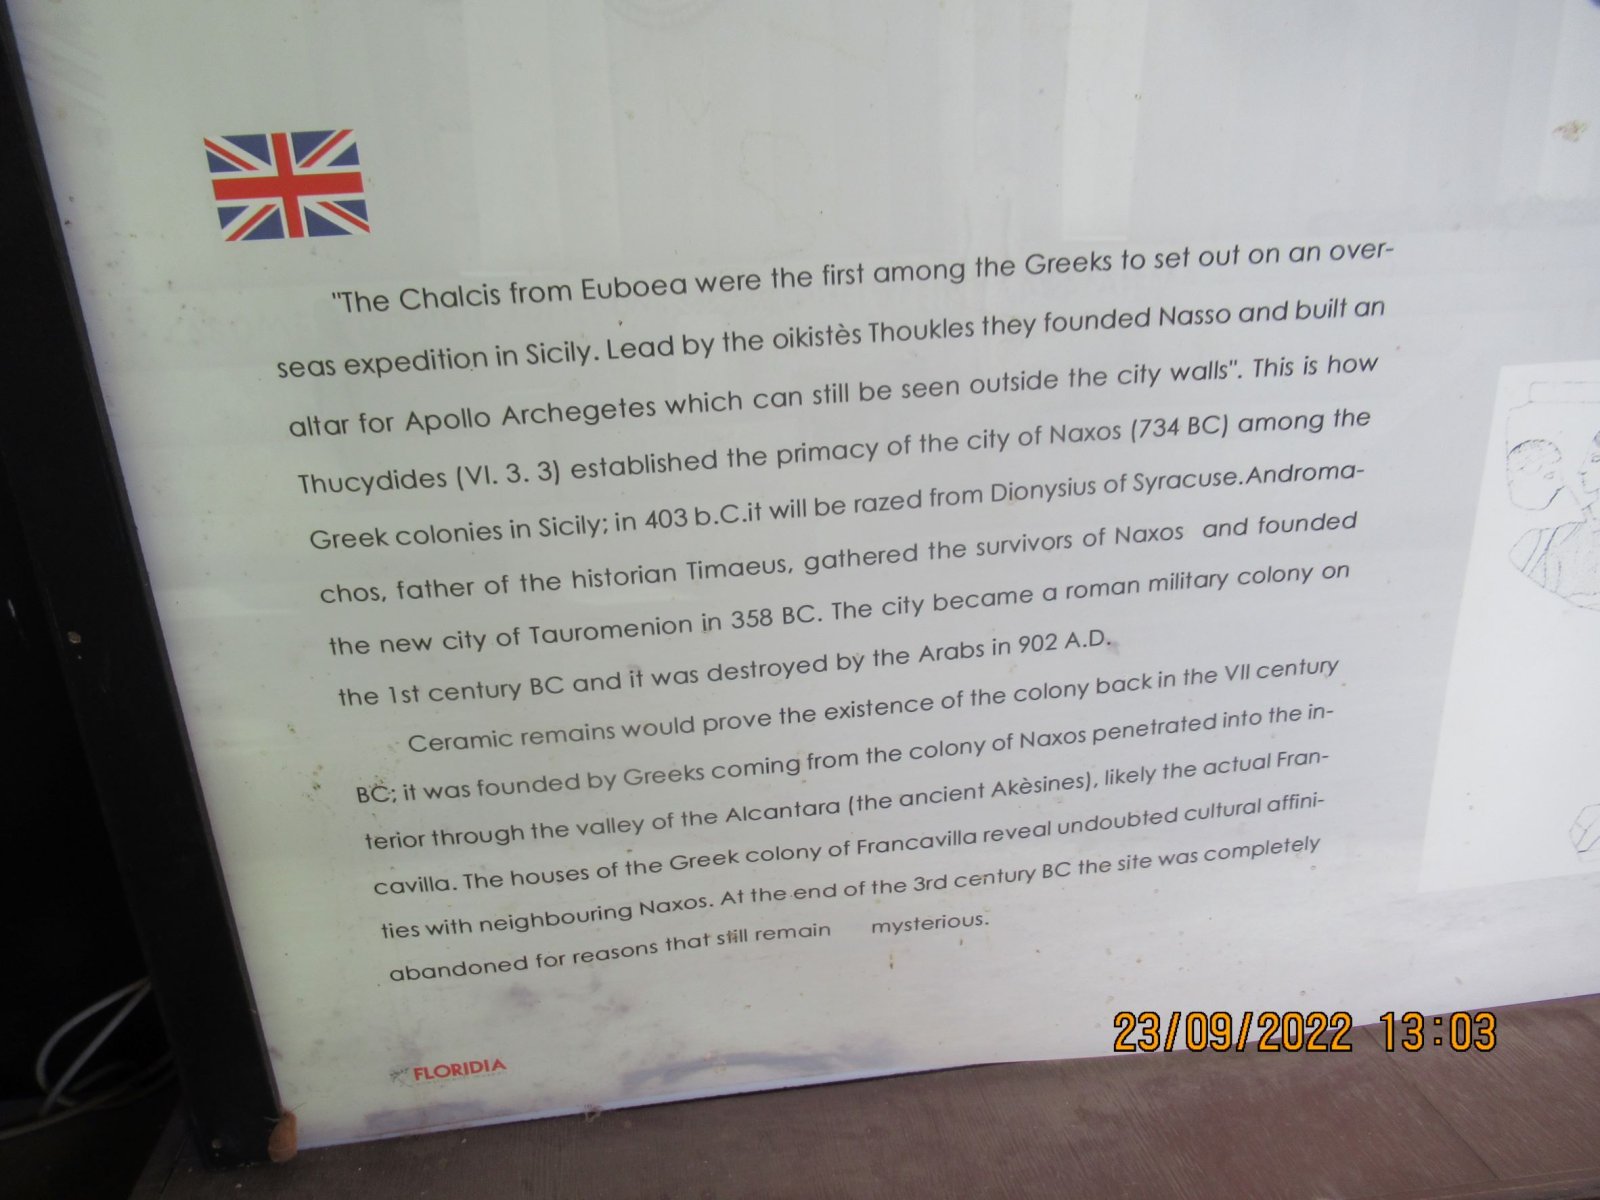 "The Chalcis from Euboea were the first among the Greeks to set out on an over-
seas expedition in Sicily. Lead by the oikistès Thoukles they founded Nasso and built an
altar for Apollo Archegetes which can still be seen outside the city walls". This is how
Thucydides (VI. 3. 3) established the primacy of the city of Naxos (734 BC) among the
Greek colonies in Sicily; in 403 b.C.it will be razed from Dionysius of Syracuse.Androma-
chos, father of the historian Timaeus, gathered the survivors of Naxos and founded
the new city of Tauromenion in 358 BC. The city became a roman military colony on
the 1st century BC and it was destroyed by the Arabs in 902 A.D.
Ceramic remains would prove the existence of the colony back in the VII century
BC; it was founded by Greeks coming from the colony of Naxos penetrated into the in-
terior through the valley of the Alcantara (the ancient Akèsines), likely the actual Fran-
cavilla. The houses of the Greek colony of Francavilla reveal undoubted cultural affini-
ties with neighbouring Naxos. At the end of the 3rd century BC the site was completely
abandoned for reasons that still remain mysterious.
FLORIDIA
23/09/2022 13:03